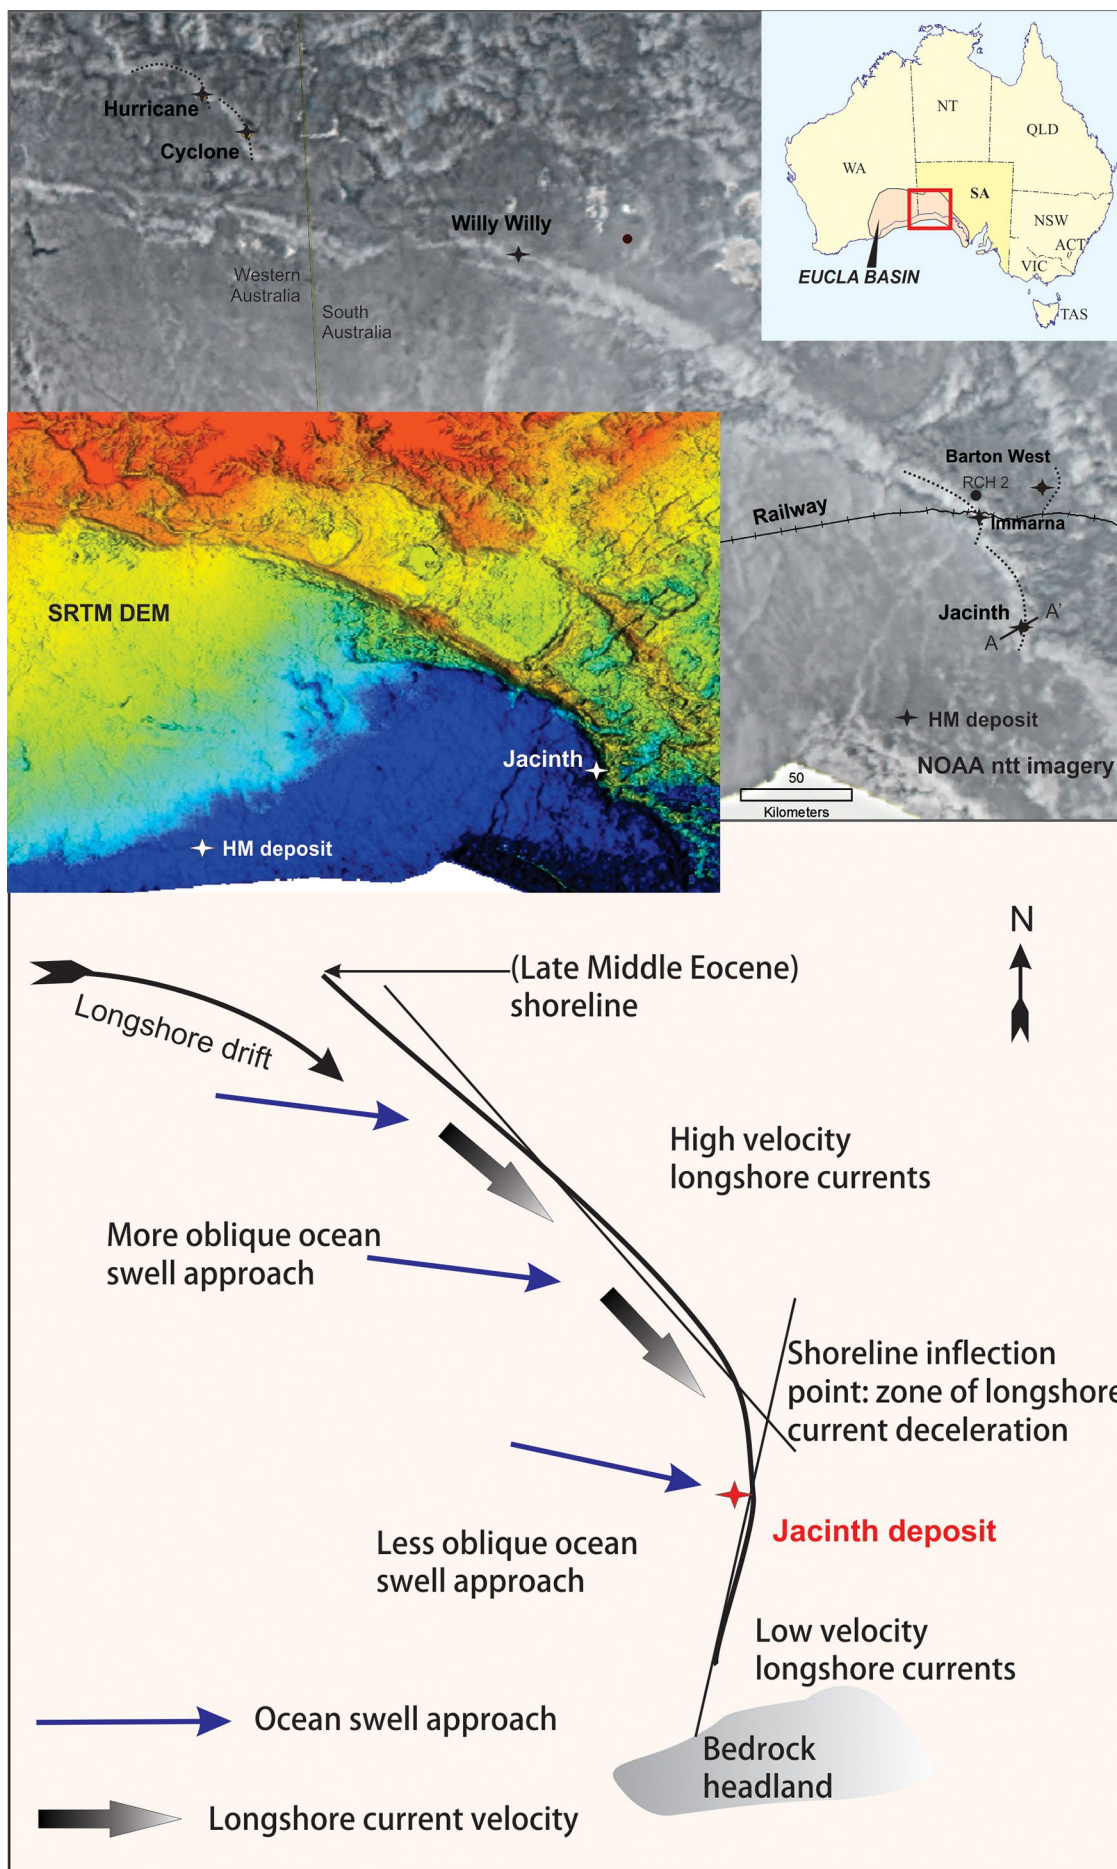 Hurricane
Cyclone
Willy Willy
Western
Australia
South
Australia
NT
QLD
WA
SA
NSW
ACT
VIC
EUCLA BASIN
TAS
Barton West
RCH 2
Railway
Immarna
Jacinth
A'
A
HM deposit
NOAA ntt imagery
50
Kilometers
SRTM DEM
Jacinth
HM deposit
N
(Late Middle Eocene)
shoreline
Longshore drift
High velocity
longshore currents
More oblique ocean
swell approach
Shoreline inflection
point: zone of longshore
current deceleration
Jacinth deposit
Less oblique ocean
swell approach
Low velocity
longshore currents
Ocean swell approach
Bedrock
headland
Longshore current velocity